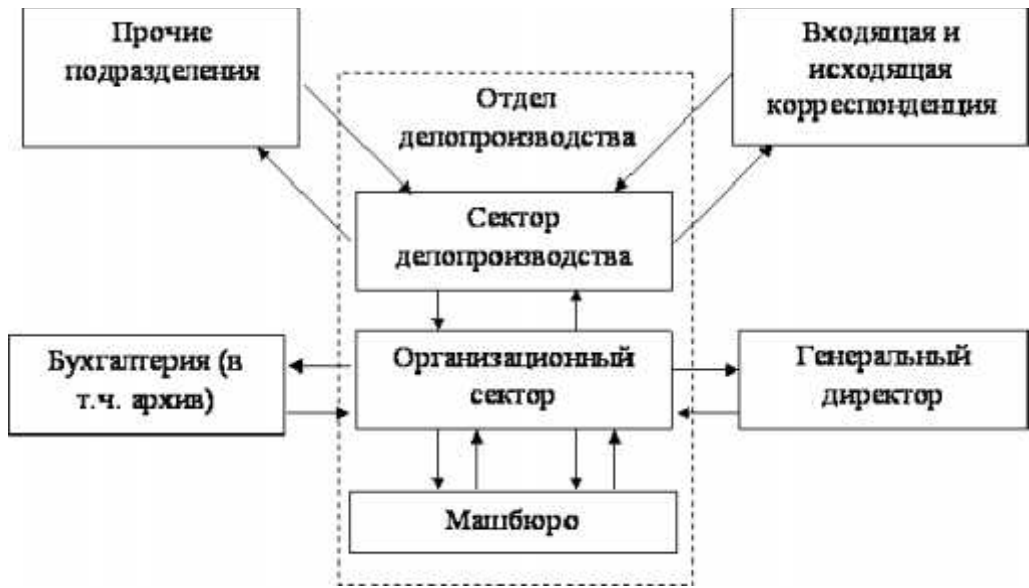 Прочие
подразделения
Входящая и
исходящая
корреспонденция
Отдел
делопроизводства
Сектор
делопроизводства
Бухгалтерия (в
т.ч. архив)
Организационный
сектор
Генеральный
директор
Машбюро